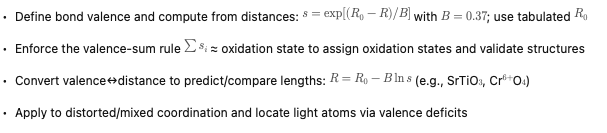 • Define bond valence and compute from distances: s = exp[(R₀ − R)/B] with B = 0.37; use tabulated R₀
• Enforce the valence-sum rule ∑ sᵢ ≈ oxidation state to assign oxidation states and validate structures
• Convert valence↔distance to predict/compare lengths: R = R₀ − B ln s (e.g., SrTiO₃, Cr⁶⁺O₄)
• Apply to distorted/mixed coordination and locate light atoms via valence deficits